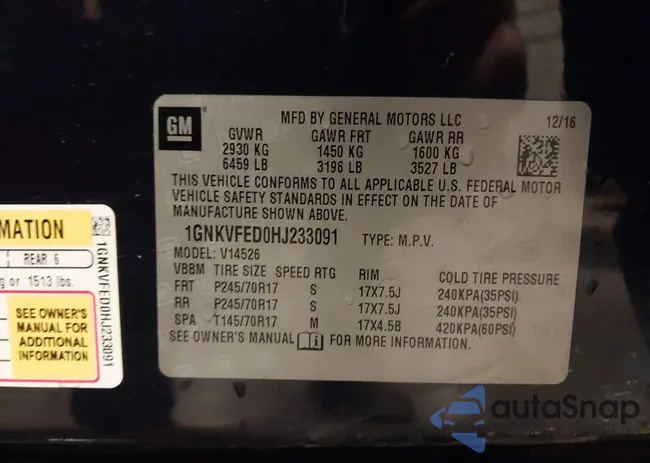 GM
MFD BY GENERAL MOTORS LLC 12/16
GVWR GAWR FRT GAWR RR
2930 KG 1450 KG 1600 KG
6459 LB 3196 LB 3527 LB
THIS VEHICLE CONFORMS TO ALL APPLICABLE U.S. FEDERAL MOTOR
VEHICLE SAFETY STANDARDS IN EFFECT ON THE DATE OF
MANUFACTURE SHOWN ABOVE.
1GNKVFED0HJ233091 TYPE: M.P.V.
MODEL: V14526
VBBM TIRE SIZE SPEED RTG RIM COLD TIRE PRESSURE
FRT P245/70R17 S 17X7.5J 240KPA(35PSI)
RR P245/70R17 S 17X7.5J 240KPA(35PSI)
SPA T145/70R17 M 17X4.5B 420KPA(60PSI)
SEE OWNER'S MANUAL i FOR MORE INFORMATION.
RMATION
REAR 6
g or 1513 lbs.
SEE OWNER'S
MANUAL FOR
ADDITIONAL
INFORMATION
1GNKVFED0HJ233091
autoSnap